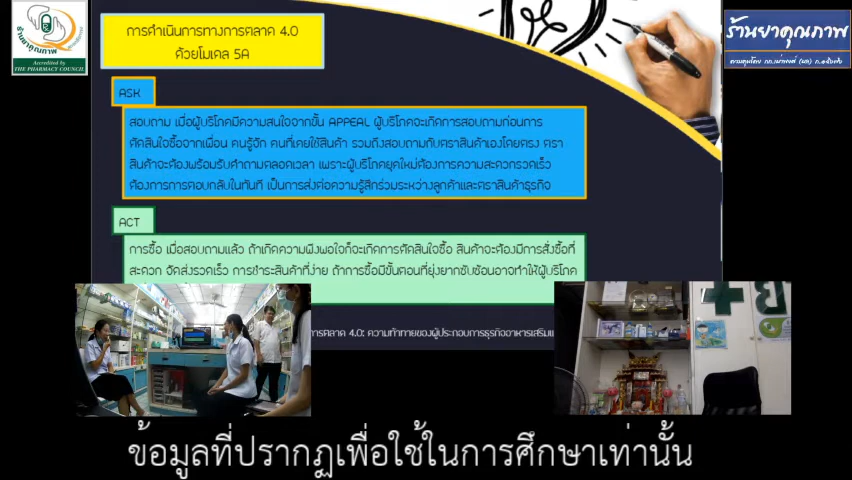 ร้านยาคุณภาพ
Accredited by
THE PHARMACY COUNCIL
การดำเนินการทางการตลาด 4.0
ด้วยโมเดล 5A
ร้านยาคุณภาพ
ASK
สอบถาม เมื่อผู้บริโภคมีความสนใจจากขั้น APPEAL ผู้บริโภคจะเกิดการสอบถามก่อนการ
ตัดสินใจซื้อจากเพื่อน คนรู้จัก คนที่เคยใช้สินค้า รวมถึงสอบถามกับตราสินค้าเองโดยตรง ตรา
สินค้าจะต้องพร้อมรับคำถามตลอดเวลา เพราะผู้บริโภคยุคใหม่ต้องการความสะดวกรวดเร็ว
ต้องการการตอบกลับในทันที เป็นการส่งต่อความรู้สึกร่วมระหว่างลูกค้าและตราสินค้าธุรกิจ
ACT
การซื้อ เมื่อสอบถามแล้ว ถ้าเกิดความพึงพอใจก็จะเกิดการตัดสินใจซื้อ สินค้าจะต้องมีการสั่งซื้อที่
สะดวก จัดส่งรวดเร็ว การชำระสินค้าที่ง่าย ถ้าการซื้อมีขั้นตอนที่ยุ่งยากซับซ้อนอาจทำให้ผู้บริโภค
การตลาด 4.0: ความท้าทายของผู้ประกอบการธุรกิจอาหารเสริม
ข้อมูลที่ปรากฏเพื่อใช้ในการศึกษาเท่านั้น